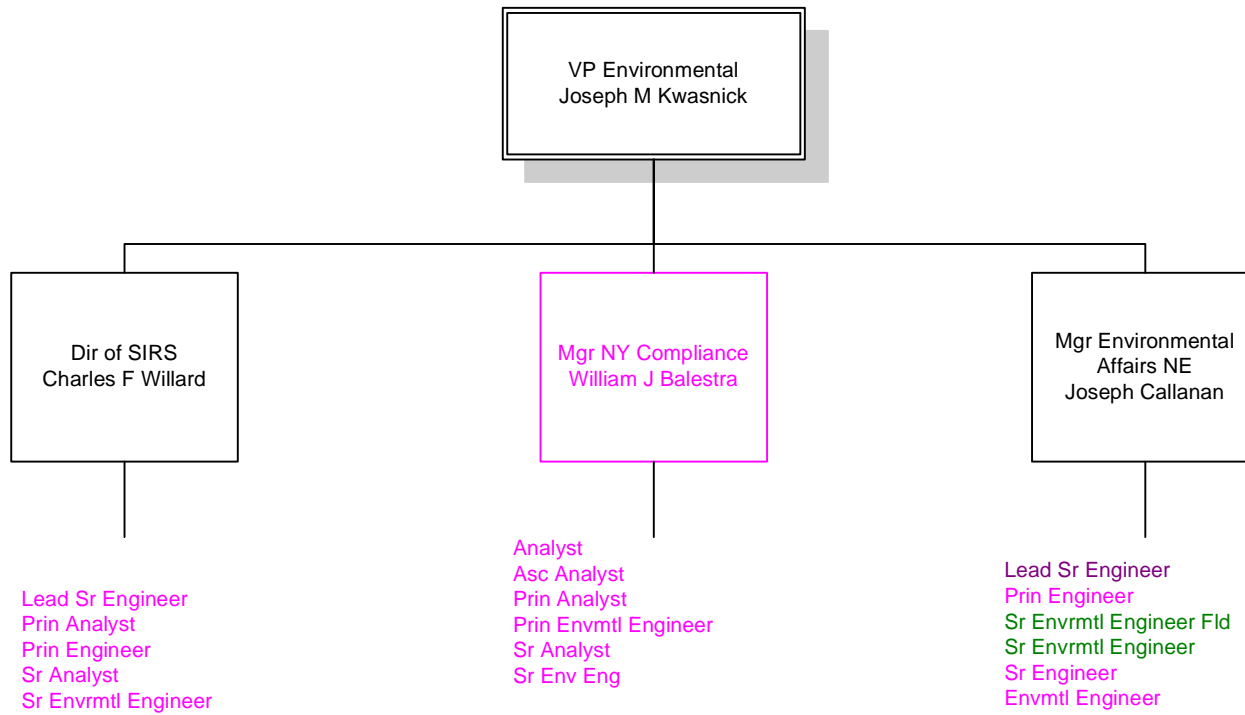 VP Environmental
Joseph M Kwasnick
Dir of SIRS
Charles F Willard
Mgr NY Compliance
William J Balestra
Mgr Environmental
Affairs NE
Joseph Callanan
Lead Sr Engineer
Prin Analyst
Prin Engineer
Sr Analyst
Sr Envrmtl Engineer
Analyst
Asc Analyst
Prin Analyst
Prin Envmtl Engineer
Sr Analyst
Sr Env Eng
Lead Sr Engineer
Prin Engineer
Sr Envrmtl Engineer Fld
Sr Envrmtl Engineer
Sr Engineer
Envmtl Engineer